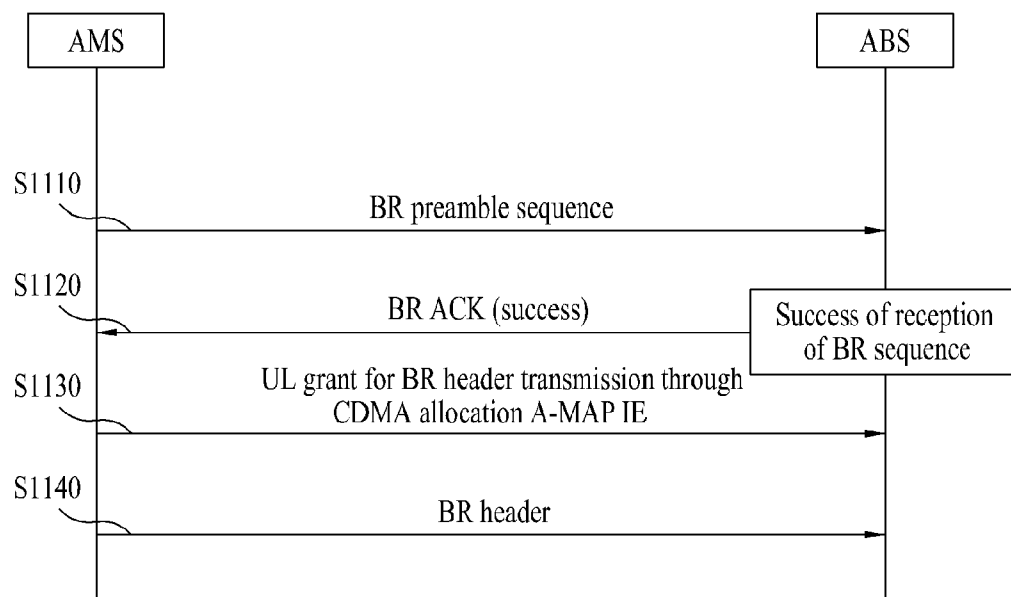 AMS
ABS
S1110
BR preamble sequence
S1120
BR ACK (success)
Success of reception
of BR sequence
S1130
UL grant for BR header transmission through
CDMA allocation A-MAP IE
S1140
BR header